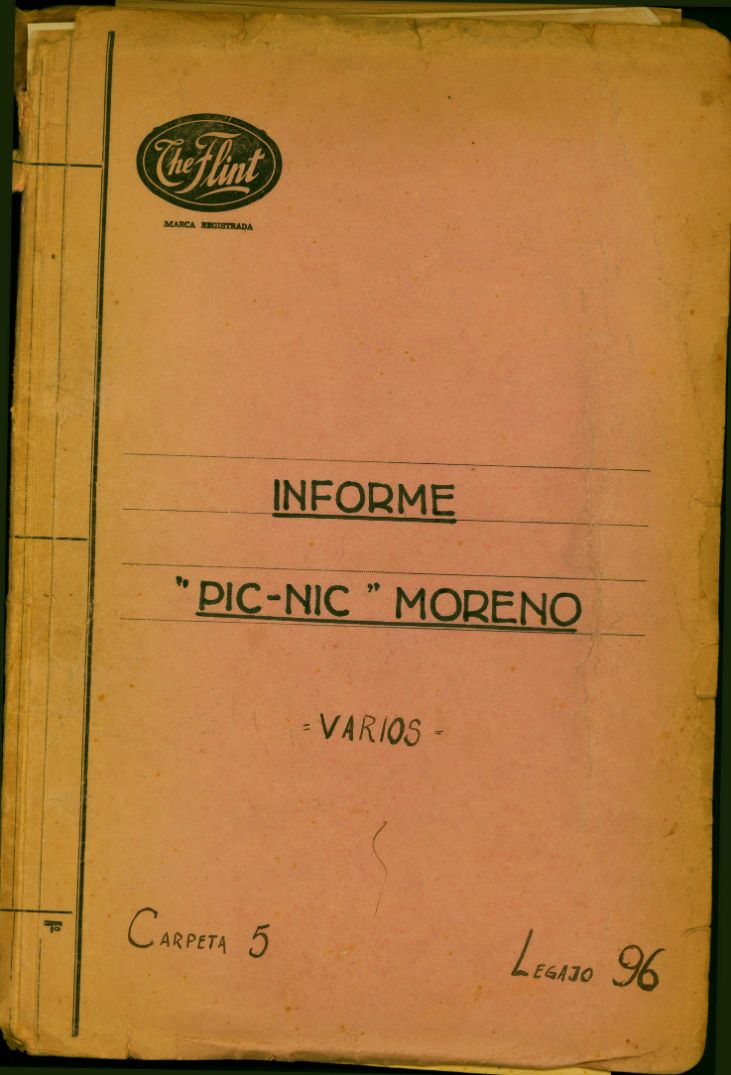 The Flint
MARCA REGISTRADA
INFORME
"PIC-NIC" MORENO
=VARIOS=
CARPETA 5
LEGAJO 96